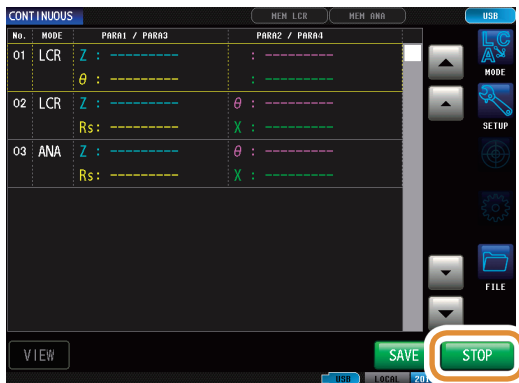 CONTINUOUS MEM LCR MEM ANA USB
No. MODE PARA1 / PARA3 PARA2 / PARA4
01 LCR Z : --------- : ---------
θ : --------- : ---------
02 LCR Z : --------- θ : ---------
Rs: --------- X : ---------
03 ANA Z : --------- θ : ---------
Rs: --------- X : ---------
LC
A
MODE
SETUP
FILE
VIEW SAVE STOP
USB LOCAL